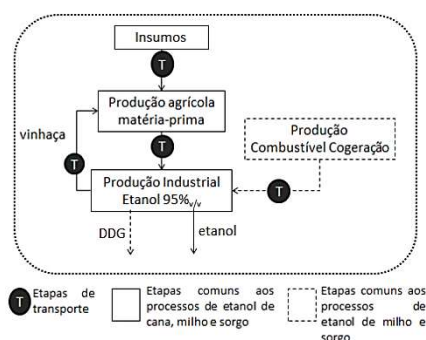 Insumos
T
Produção agrícola
matéria-prima
vinhaça
T
T
Produção
Combustível Cogeração
Produção Industrial
Etanol 95%v/v
T
DDG
etanol
T
Etapas de
transporte
Etapas comuns aos
processos de etanol de
cana, milho e sorgo
Etapas comuns aos
processos de
etanol de milho e
sorgo